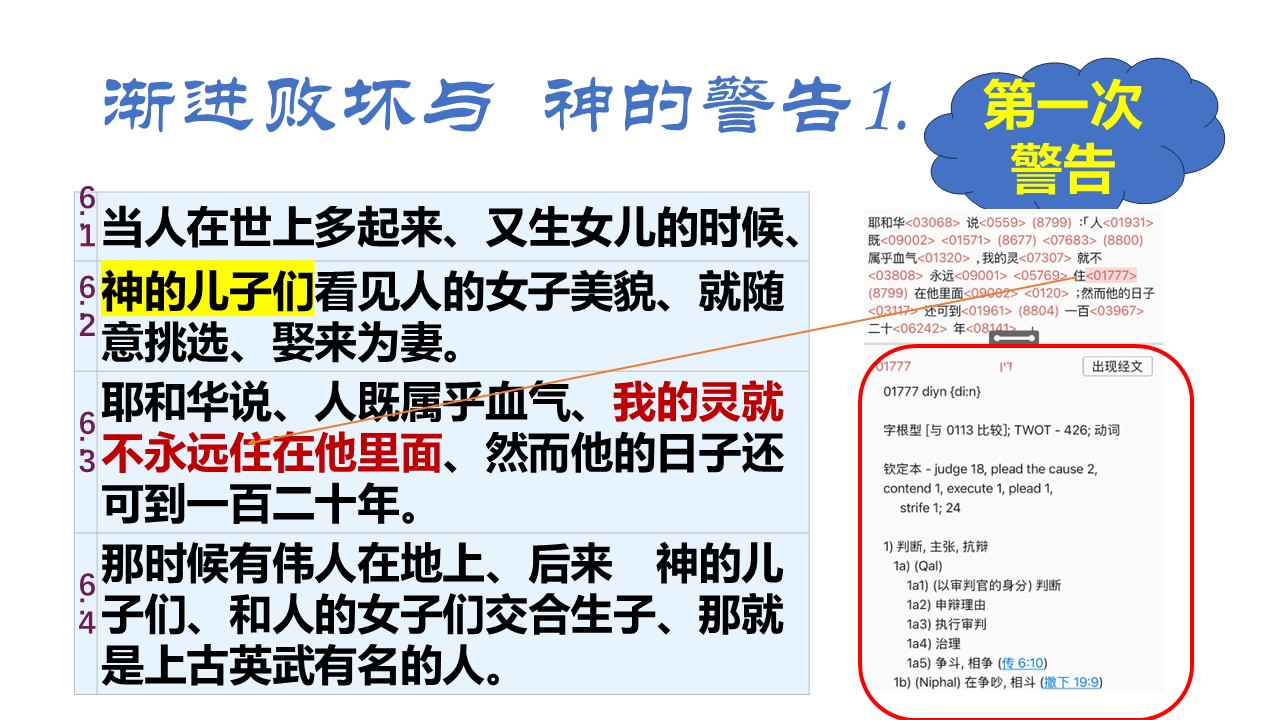 渐进败坏与 神的警告1.
第一次
警告
6:1
当人在世上多起来、又生女儿的时候、
6:2
神的儿子们看见人的女子美貌、就随
意挑选、娶来为妻。
6:3
耶和华说、人既属乎血气、我的灵就
不永远住在他里面、然而他的日子还
可到一百二十年。
6:4
那时候有伟人在地上、后来 神的儿
子们、和人的女子们交合生子、那就
是上古英武有名的人。
耶和华<03068> 说<0559> (8799) :「人<01931>
既<09002> <01571> (8677) <07683> (8800)
属乎血气<01320> ,我的灵<07307> 就不
<03808> 永远<09001> <05769> 住<01777>
(8799) 在他里面<09002> <0120> ;然而他的日子
<03117> 还可到<01961> (8804) 一百<03967>
二十<06242> 年<08141> 。」
01777 דִּין 出现经文
01777 diyn {di:n}
字根型 [与 0113 比较]; TWOT - 426; 动词
钦定本 - judge 18, plead the cause 2,
contend 1, execute 1, plead 1,
strife 1; 24
1) 判断, 主张, 抗辩
1a) (Qal)
1a1) (以审判官的身分) 判断
1a2) 申辩理由
1a3) 执行审判
1a4) 治理
1a5) 争斗, 相争 (传 6:10)
1b) (Niphal) 在争吵, 相斗 (撒下 19:9)